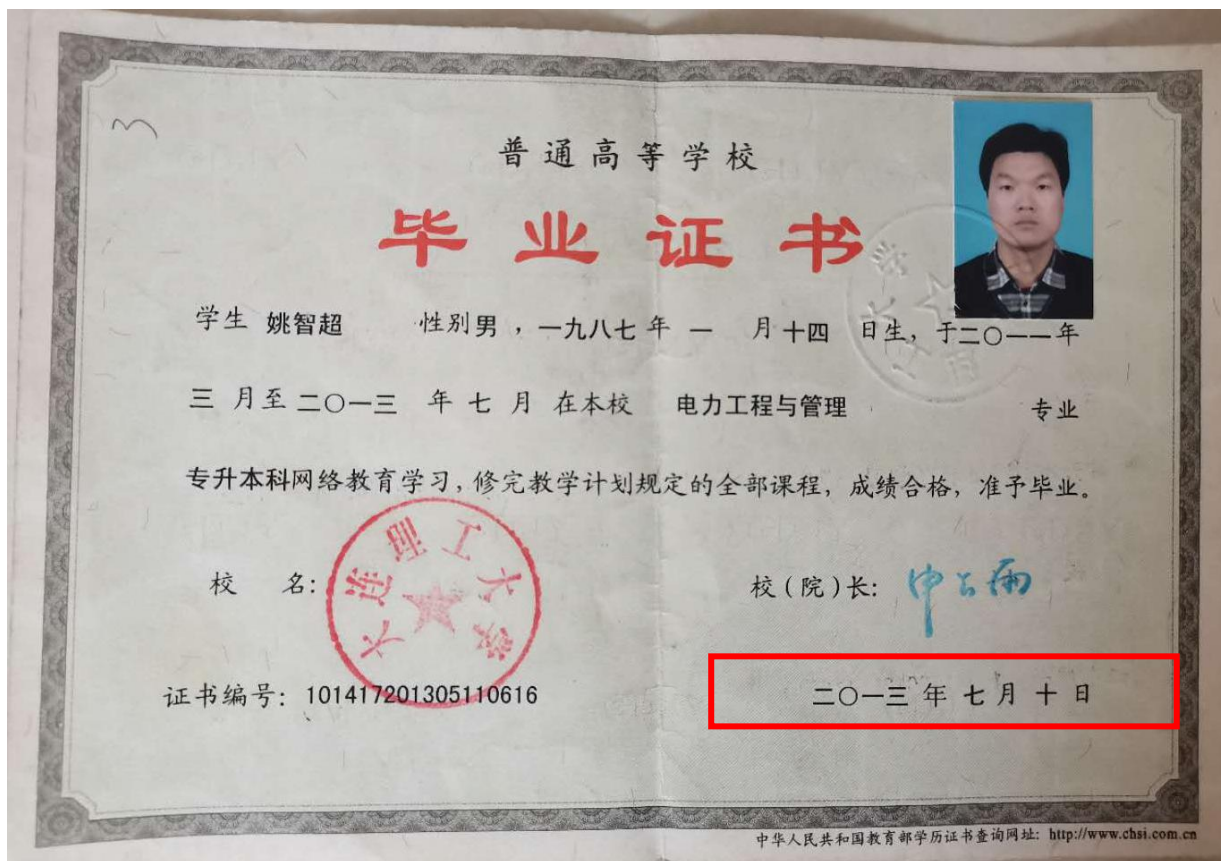 普通高等学校
毕业证书
学生 姚智超 性别 男 ，一九八七 年 一 月 十四 日生，于二〇一一年
三 月至 二〇一三 年 七 月 在本校 电力工程与管理 专业
专升本科网络教育学习，修完教学计划规定的全部课程，成绩合格，准予毕业。
校 名：
大连理工大学
校（院）长：
证书编号：101417201305110616
二〇一三 年 七 月 十 日
中华人民共和国教育部学历证书查询网址：http://www.chsi.com.cn